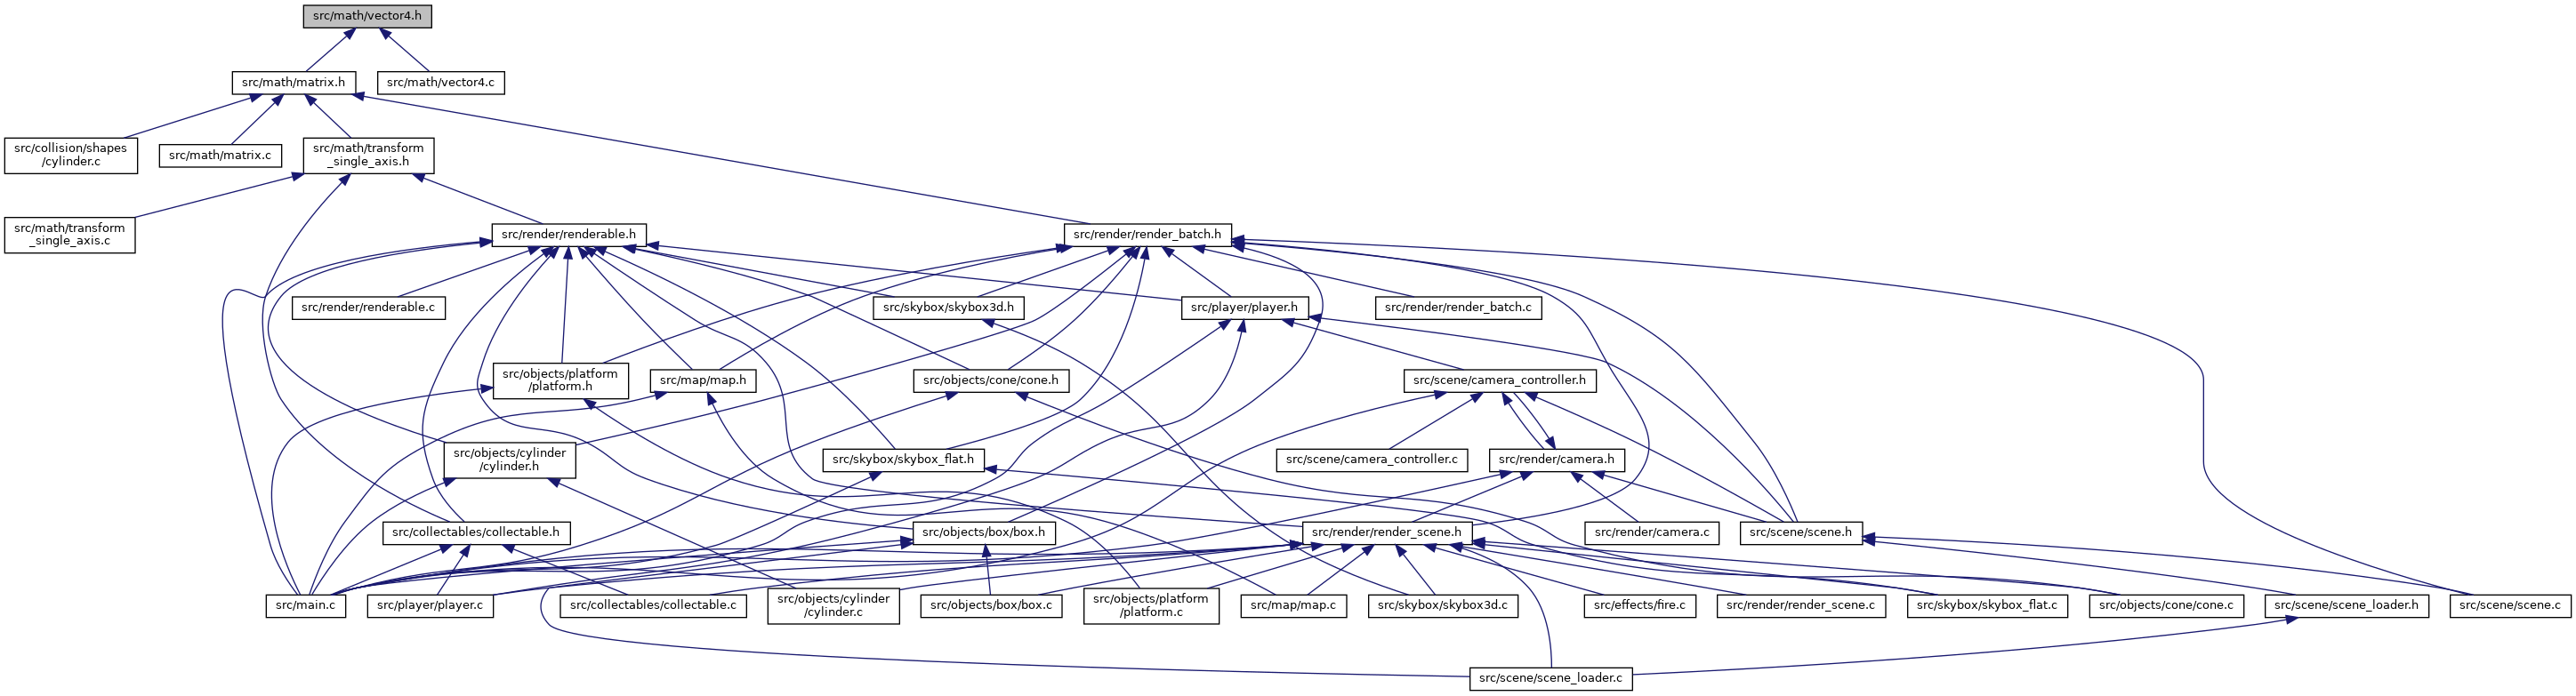 src/math/vector4.h
src/math/matrix.h
src/math/vector4.c
src/collision/shapes
/cylinder.c
src/math/matrix.c
src/math/transform
_single_axis.h
src/math/transform
_single_axis.c
src/render/renderable.h
src/render/render_batch.h
src/render/renderable.c
src/skybox/skybox3d.h
src/player/player.h
src/render/render_batch.c
src/objects/platform
/platform.h
src/map/map.h
src/objects/cone/cone.h
src/scene/camera_controller.h
src/objects/cylinder
/cylinder.h
src/skybox/skybox_flat.h
src/scene/camera_controller.c
src/render/camera.h
src/collectables/collectable.h
src/objects/box/box.h
src/render/render_scene.h
src/render/camera.c
src/scene/scene.h
src/main.c
src/player/player.c
src/collectables/collectable.c
src/objects/cylinder
/cylinder.c
src/objects/box/box.c
src/objects/platform
/platform.c
src/map/map.c
src/skybox/skybox3d.c
src/effects/fire.c
src/render/render_scene.c
src/skybox/skybox_flat.c
src/objects/cone/cone.c
src/scene/scene_loader.h
src/scene/scene.c
src/scene/scene_loader.c